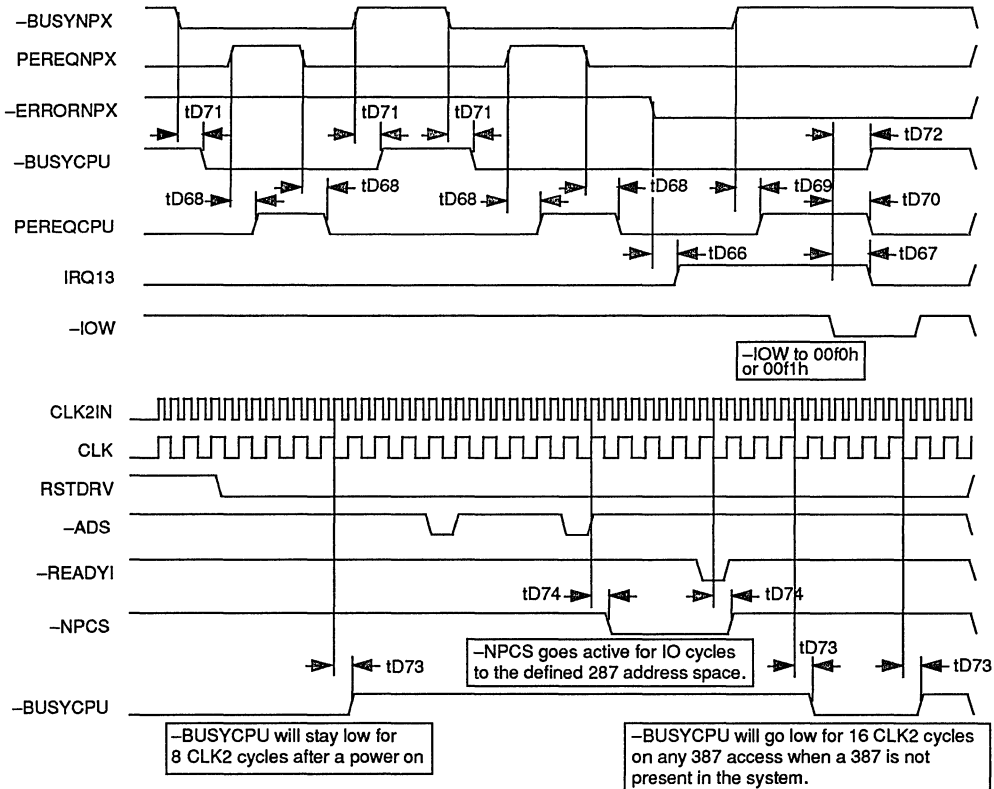 –BUSYNPX
PEREQNPX
–ERRORNPX
tD71 tD71 tD71
tD72
–BUSYCPU
tD68 tD68 tD68 tD68 tD69 tD70
PEREQCPU
tD66 tD67
IRQ13
–IOW
–IOW to 00f0h
or 00f1h
CLK2IN
CLK
RSTDRV
–ADS
–READYI
tD74 tD74
–NPCS
–NPCS goes active for IO cycles
to the defined 287 address space.
tD73 tD73 tD73
–BUSYCPU
–BUSYCPU will stay low for
8 CLK2 cycles after a power on
–BUSYCPU will go low for 16 CLK2 cycles
on any 387 access when a 387 is not
present in the system.